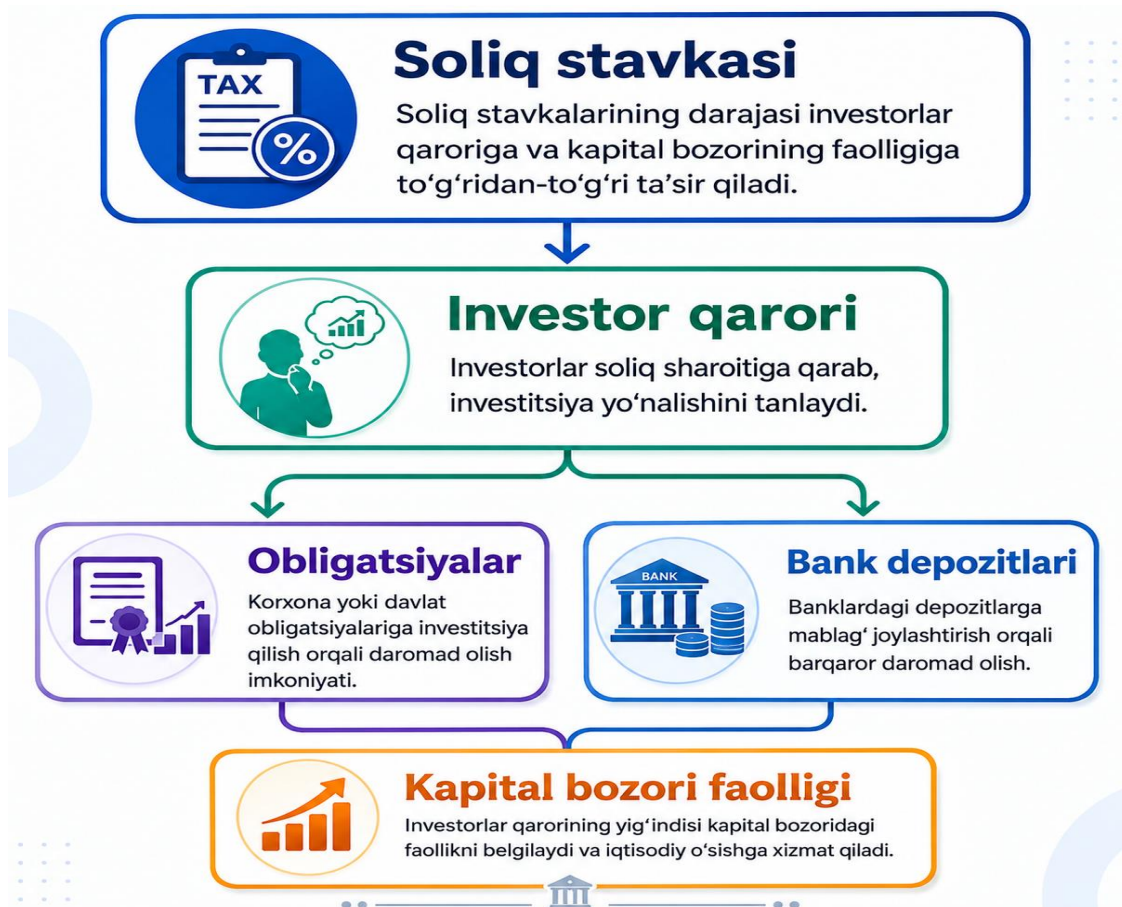 TAX
%
Soliq stavkasi
Soliq stavkalarining darajasi investorlar
qaroriga va kapital bozorining faolligiga
to‘g‘ridan-to‘g‘ri ta’sir qiladi.
Investor qarori
Investorlar soliq sharoitiga qarab,
investitsiya yo‘nalishini tanlaydi.
Obligatsiyalar
Korxona yoki davlat
obligatsiyalariga investitsiya
qilish orqali daromad olish
imkoniyati.
BANK
Bank depozitlari
Banklardagi depozitlarga
mablag‘ joylashtirish orqali
barqaror daromad olish.
Kapital bozori faolligi
Investorlar qarorining yig‘indisi kapital bozoridagi
faollikni belgilaydi va iqtisodiy o‘sishga xizmat qiladi.